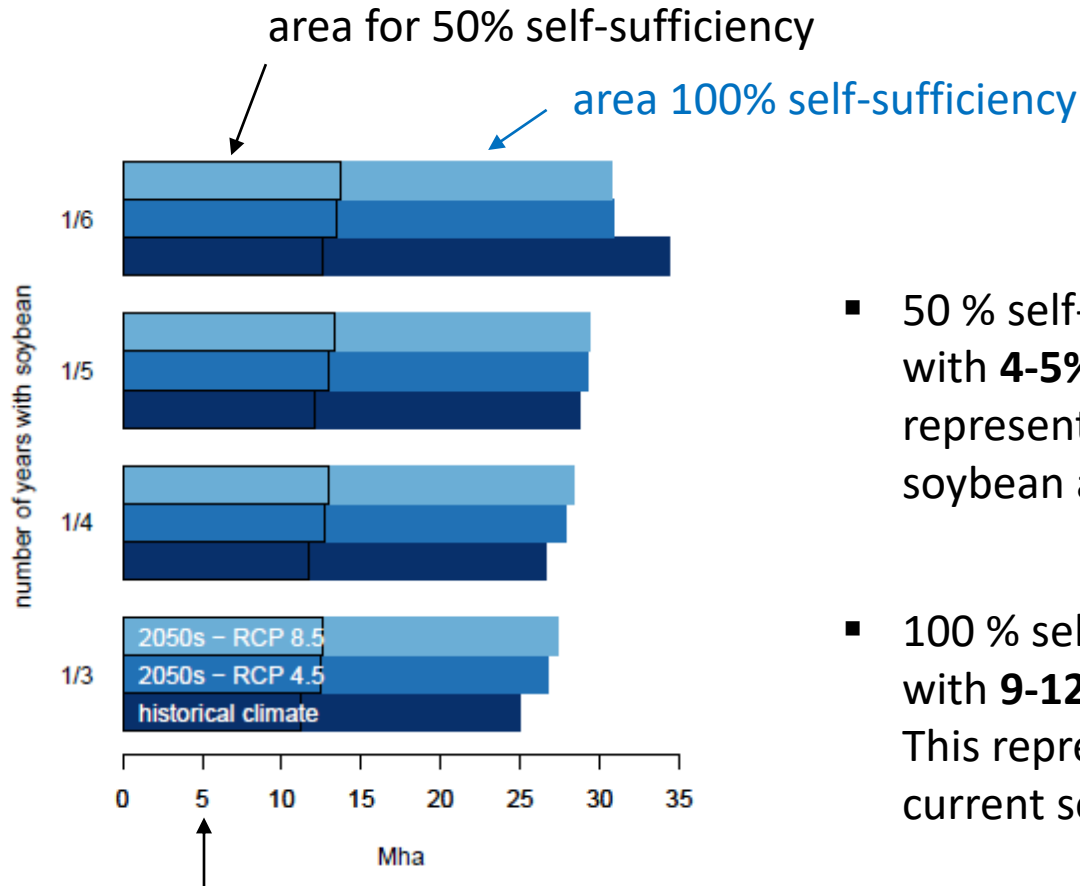 area for 50% self-sufficiency
area 100% self-sufficiency
number of years with soybean
1/6
1/5
1/4
1/3
2050s − RCP 8.5
2050s − RCP 4.5
historical climate
0 5 10 15 20 25 30 35
Mha
▪ 50 % self-
with 4-5%
represent
soybean a
▪ 100 % sel
with 9-12
This repre
current so